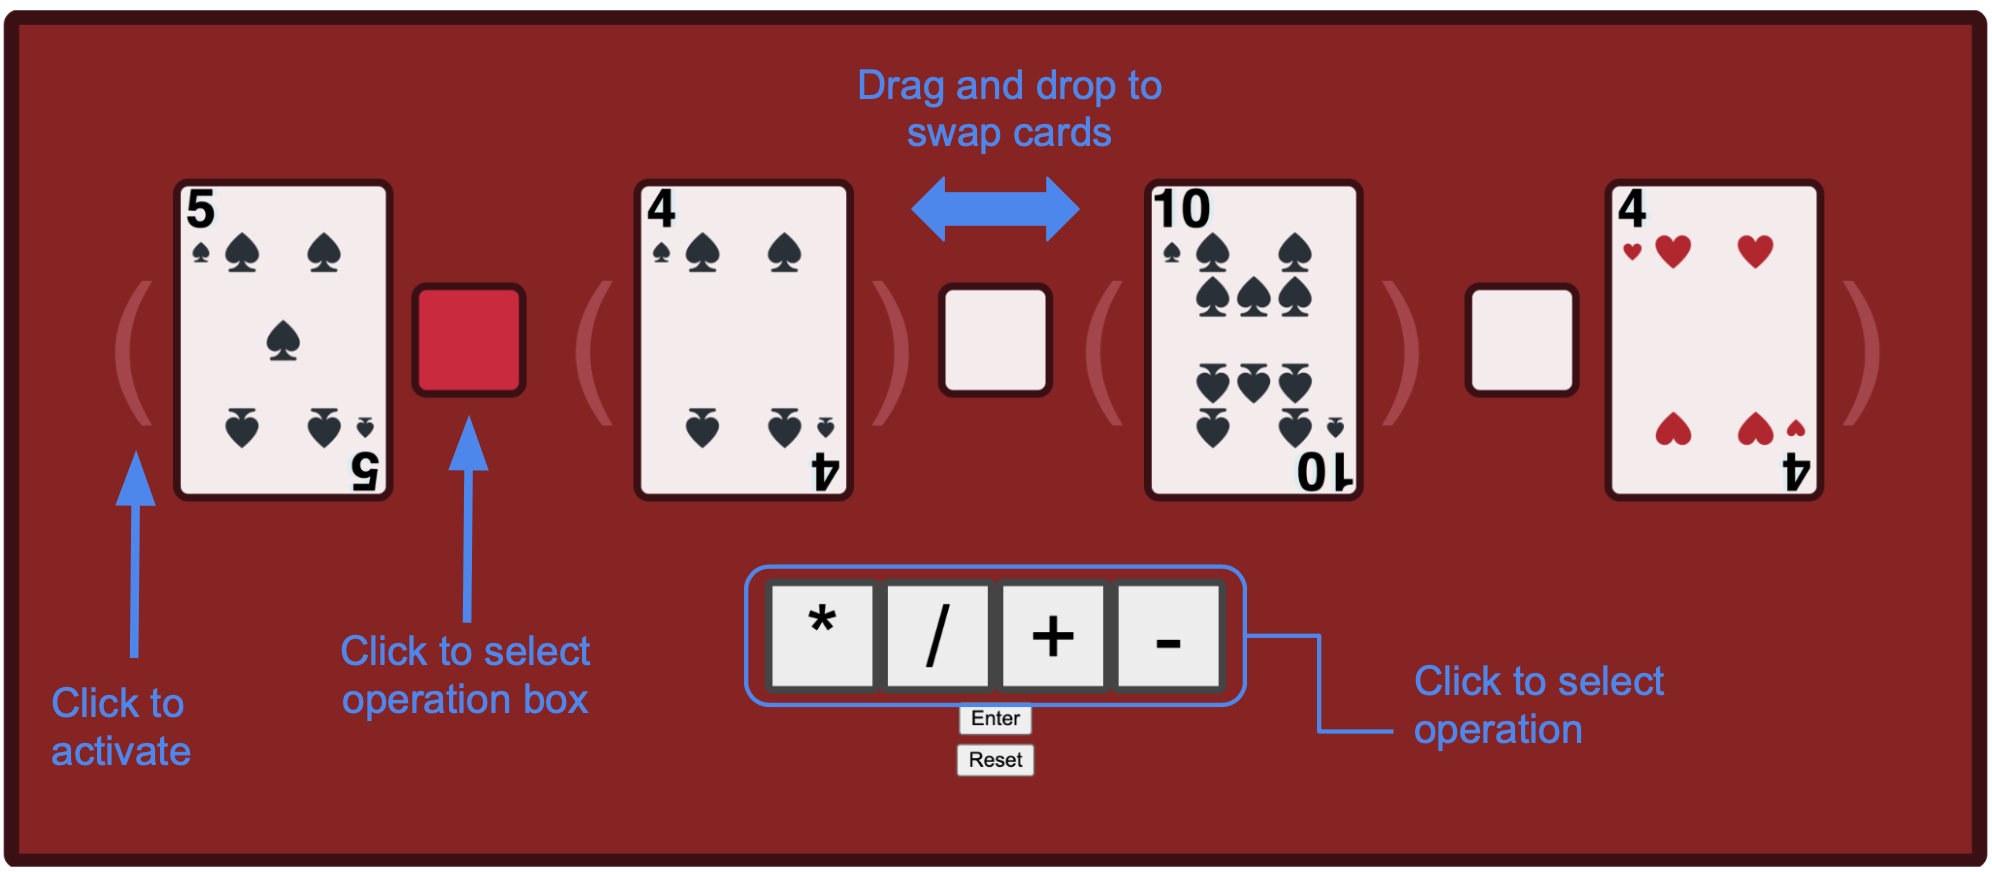 Drag and drop to
swap cards
5
4
10
4
5
4
10
4
(
(
)
(
)
)
* / + -
Enter
Reset
Click to
activate
Click to select
operation box
Click to select
operation